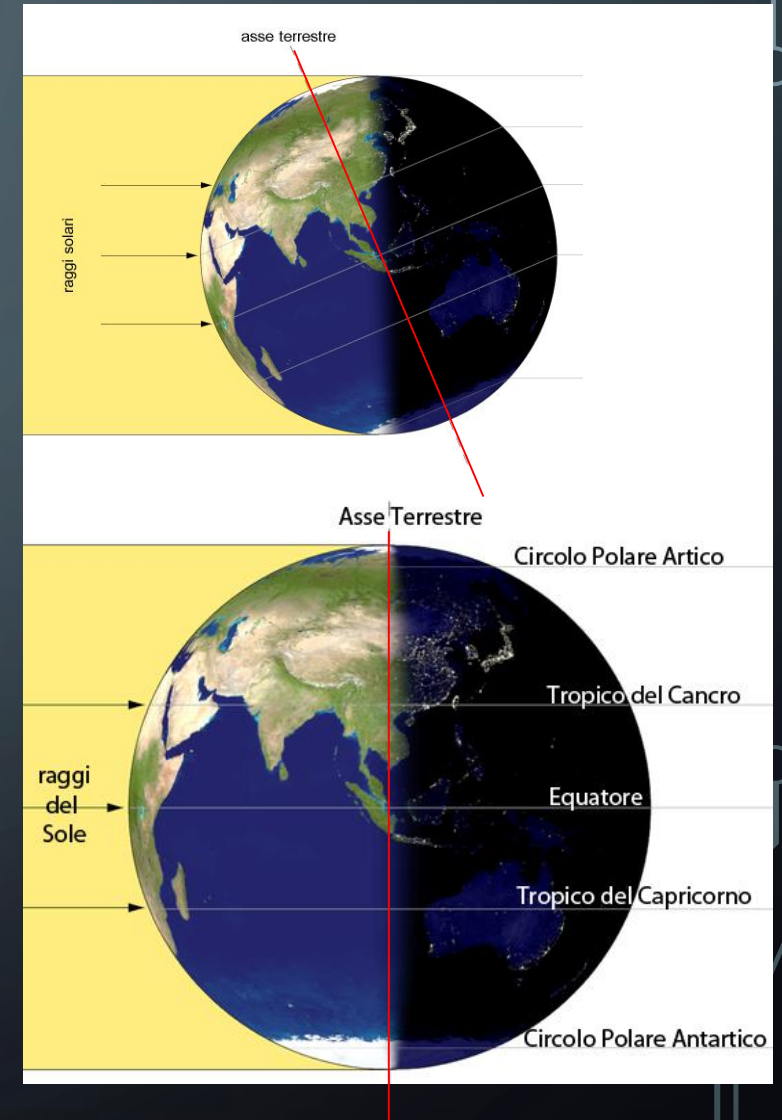 asse terrestre
raggi solari
Asse Terrestre
Circolo Polare Artico
Tropico del Cancro
raggi
del
Sole
Equatore
Tropico del Capricorno
Circolo Polare Antartico